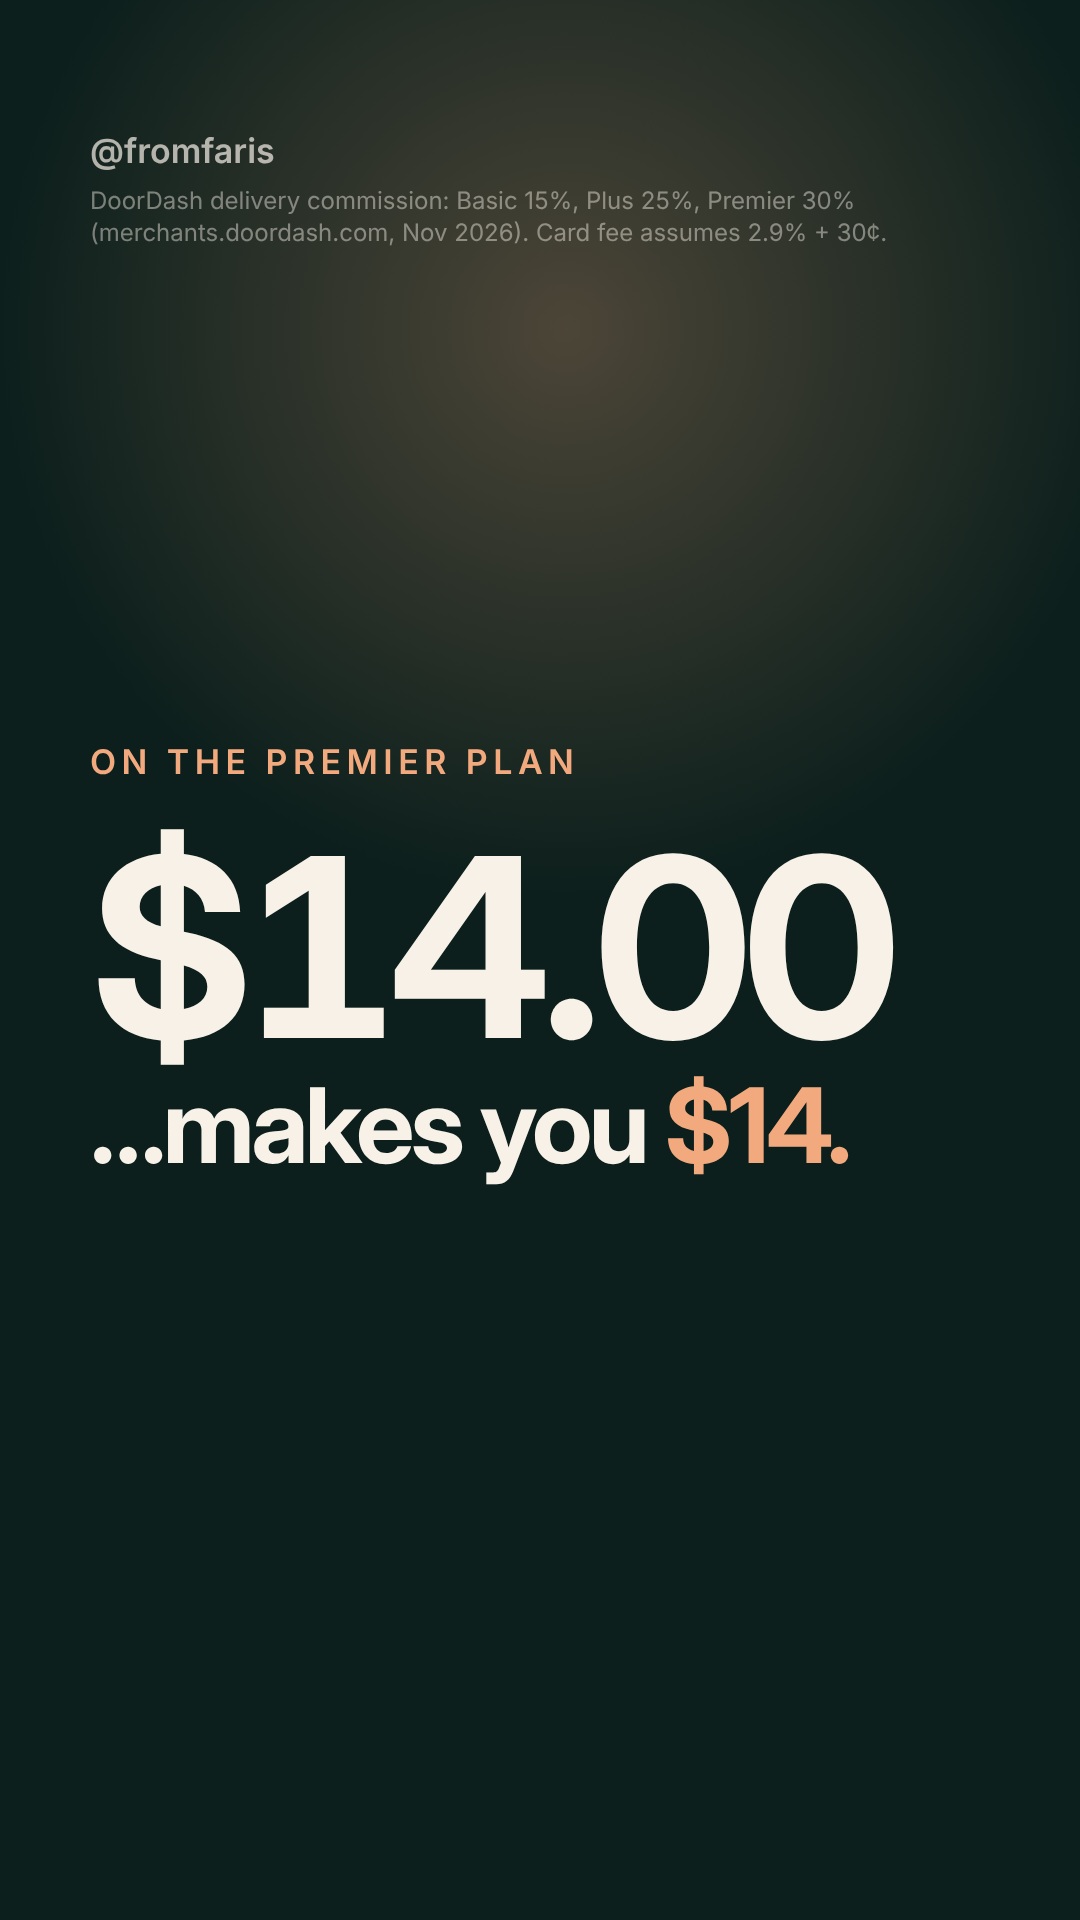 @fromfaris
DoorDash delivery commission: Basic 15%, Plus 25%, Premier 30%
(merchants.doordash.com, Nov 2026). Card fee assumes 2.9% + 30¢.
ON THE PREMIER PLAN
$14.00
...makes you $14.